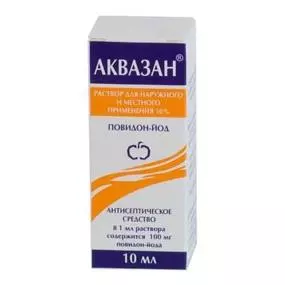 АКВАЗАН®
РАСТВОР ДЛЯ НАРУЖНОГО
И МЕСТНОГО
ПРИМЕНЕНИЯ 10%
ПОВИДОН-ЙОД
АНТИСЕПТИЧЕСКОЕ
СРЕДСТВО
В 1 мл раствора
содержится 100 мг
повидон-йода
10 мл